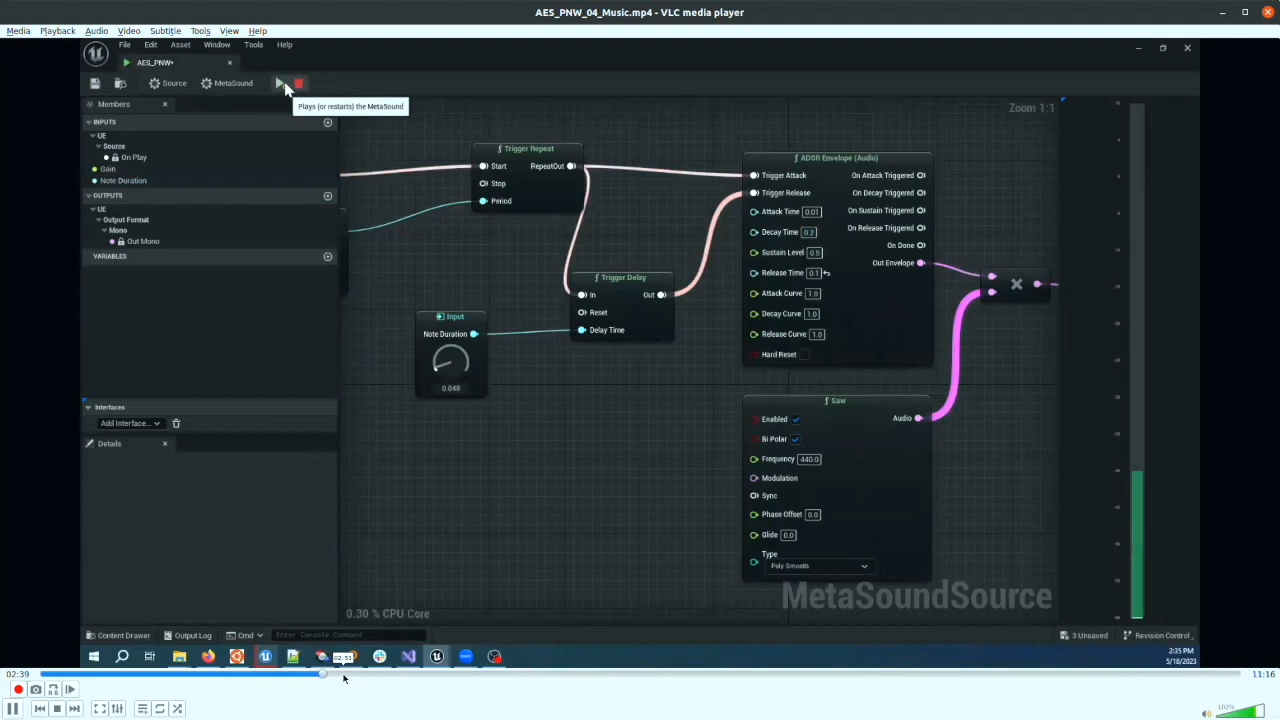 AES_PNW_04_Music.mp4 - VLC media player
Media Playback Audio Video Subtitle Tools View Help
File Edit Asset Window Tools Help
AES_PNW*
Source MetaSound
Plays (or restarts) the MetaSound
Members
Zoom 1:1
INPUTS
UE
Source
On Play
Gain
Note Duration
OUTPUTS
UE
Output Format
Mono
Out Mono
VARIABLES
Interfaces
Add Interface...
Details
Trigger Repeat
Start RepeatOut
Stop
Period
Trigger Delay
In Out
Reset
Delay Time
Input
Note Duration
0.048
ADSR Envelope (Audio)
Trigger Attack On Attack Triggered
Trigger Release On Decay Triggered
Attack Time 0.01 On Sustain Triggered
Decay Time 0.2 On Release Triggered
Sustain Level 0.5 On Done
Release Time 0.1 Out Envelope
Attack Curve 1.0
Decay Curve 1.0
Release Curve 1.0
Hard Reset
Saw
Enabled Audio
Bi Polar
Frequency 440.0
Modulation
Sync
Phase Offset 0.0
Glide 0.0
Type
Poly Smooth
MetaSoundSource
0.30 % CPU Core
Content Drawer Output Log Cmd Enter Console Command 3 Unsaved Revision Control
2:35 PM
5/18/2023
02:51
02:39 11:16
102%